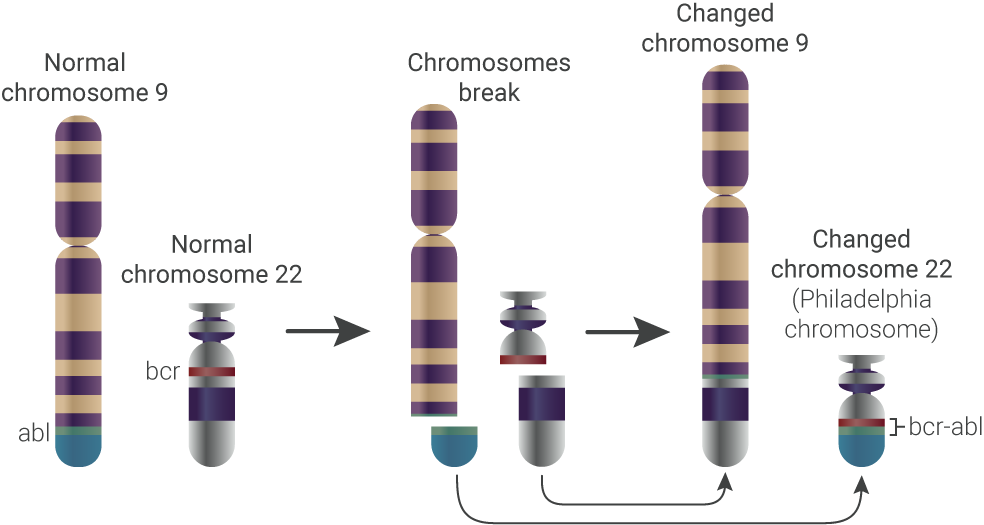 Normal
chromosome 9
Normal
chromosome 22
bcr
abl
Chromosomes
break
Changed
chromosome 9
Changed
chromosome 22
(Philadelphia
chromosome)
bcr-abl